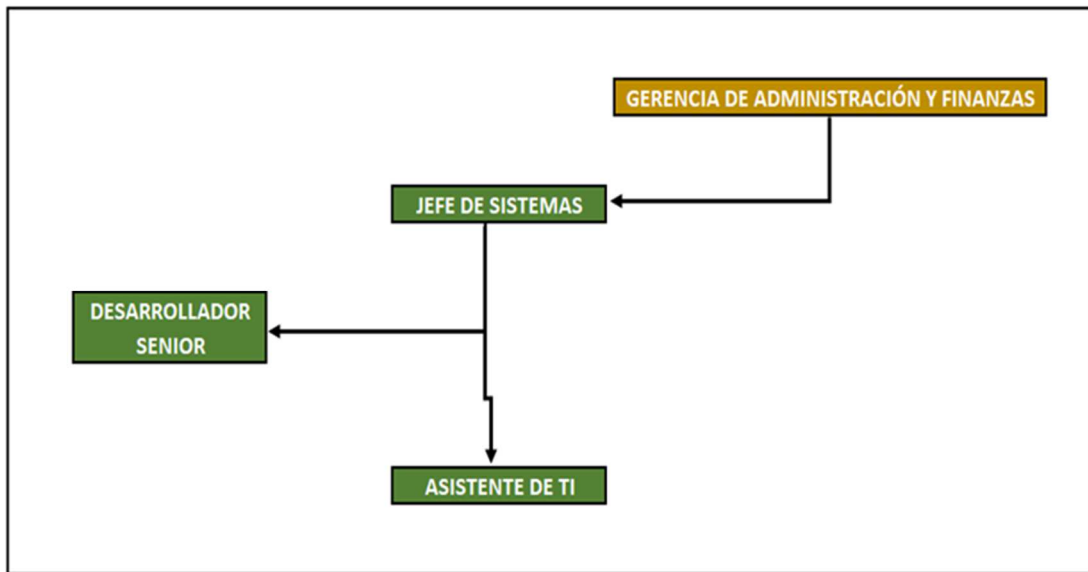 GERENCIA DE ADMINISTRACIÓN Y FINANZAS
JEFE DE SISTEMAS
DESARROLLADOR
SENIOR
ASISTENTE DE TI